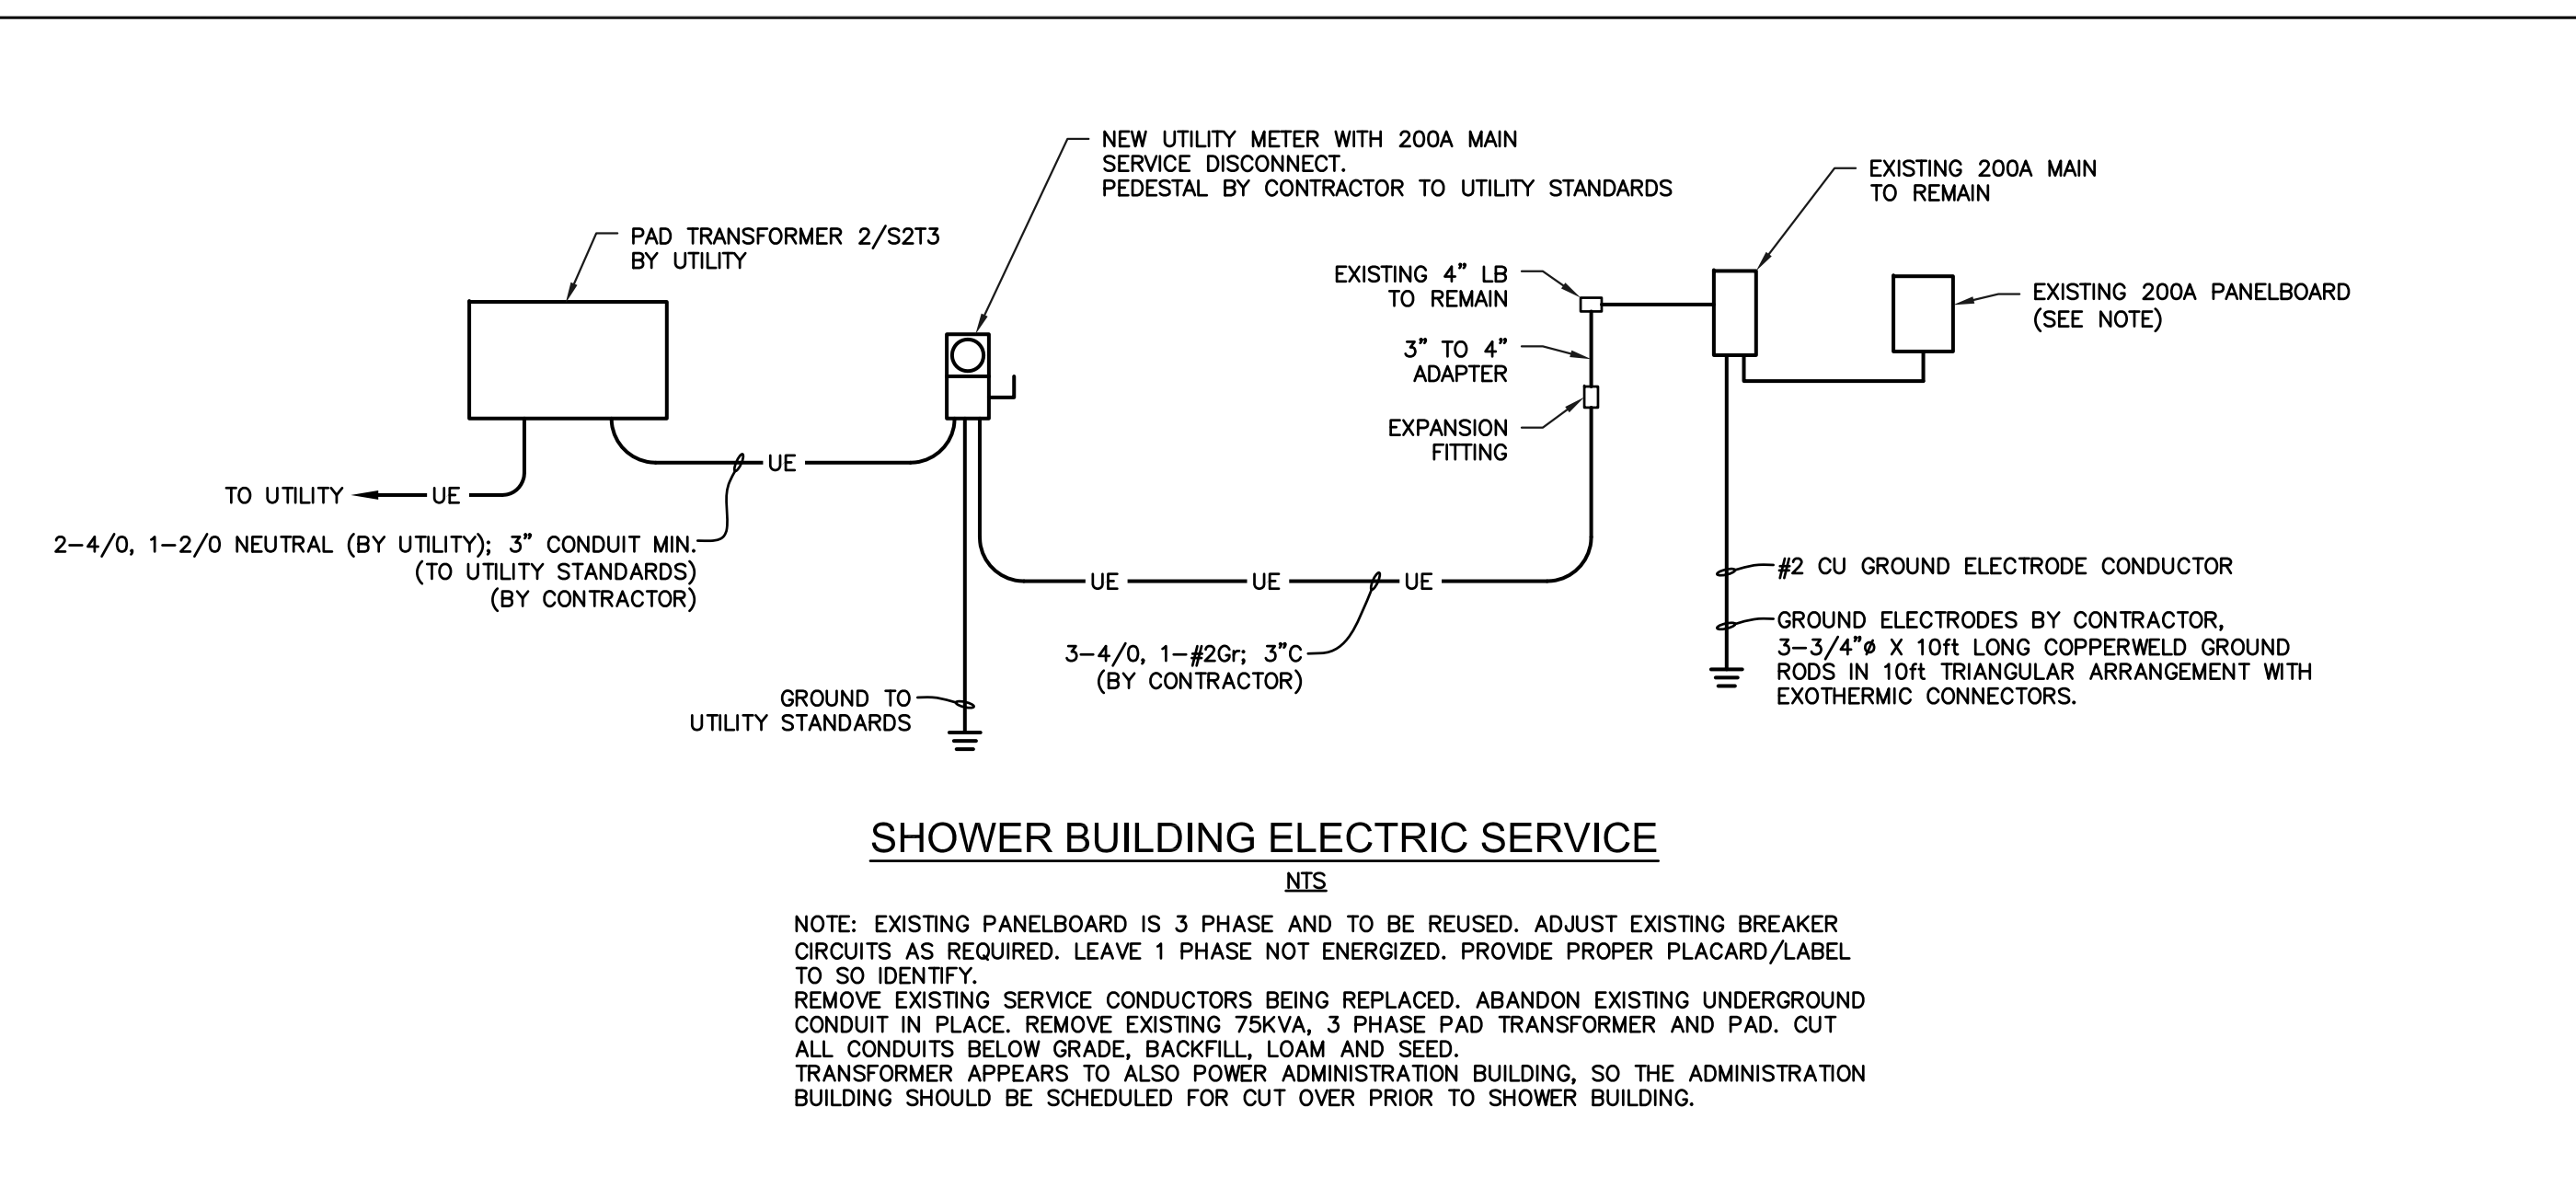 NEW UTILITY METER WITH 200A MAIN
SERVICE DISCONNECT.
PEDESTAL BY CONTRACTOR TO UTILITY STANDARDS
EXISTING 200A MAIN
TO REMAIN
PAD TRANSFORMER 2/S2T3
BY UTILITY
EXISTING 4" LB
TO REMAIN
EXISTING 200A PANELBOARD
(SEE NOTE)
3" TO 4"
ADAPTER
EXPANSION
FITTING
UE
TO UTILITY
UE
2-4/0, 1-2/0 NEUTRAL (BY UTILITY); 3" CONDUIT MIN.
(TO UTILITY STANDARDS)
(BY CONTRACTOR)
UE
UE
UE
#2 CU GROUND ELECTRODE CONDUCTOR
GROUND ELECTRODES BY CONTRACTOR,
3-3/4"ø X 10ft LONG COPPERWELD GROUND
RODS IN 10ft TRIANGULAR ARRANGEMENT WITH
EXOTHERMIC CONNECTORS.
3-4/0, 1-#2Gr; 3"C
(BY CONTRACTOR)
GROUND TO
UTILITY STANDARDS
SHOWER BUILDING ELECTRIC SERVICE
NTS
NOTE: EXISTING PANELBOARD IS 3 PHASE AND TO BE REUSED. ADJUST EXISTING BREAKER
CIRCUITS AS REQUIRED. LEAVE 1 PHASE NOT ENERGIZED. PROVIDE PROPER PLACARD/LABEL
TO SO IDENTIFY.
REMOVE EXISTING SERVICE CONDUCTORS BEING REPLACED. ABANDON EXISTING UNDERGROUND
CONDUIT IN PLACE. REMOVE EXISTING 75KVA, 3 PHASE PAD TRANSFORMER AND PAD. CUT
ALL CONDUITS BELOW GRADE, BACKFILL, LOAM AND SEED.
TRANSFORMER APPEARS TO ALSO POWER ADMINISTRATION BUILDING, SO THE ADMINISTRATION
BUILDING SHOULD BE SCHEDULED FOR CUT OVER PRIOR TO SHOWER BUILDING.